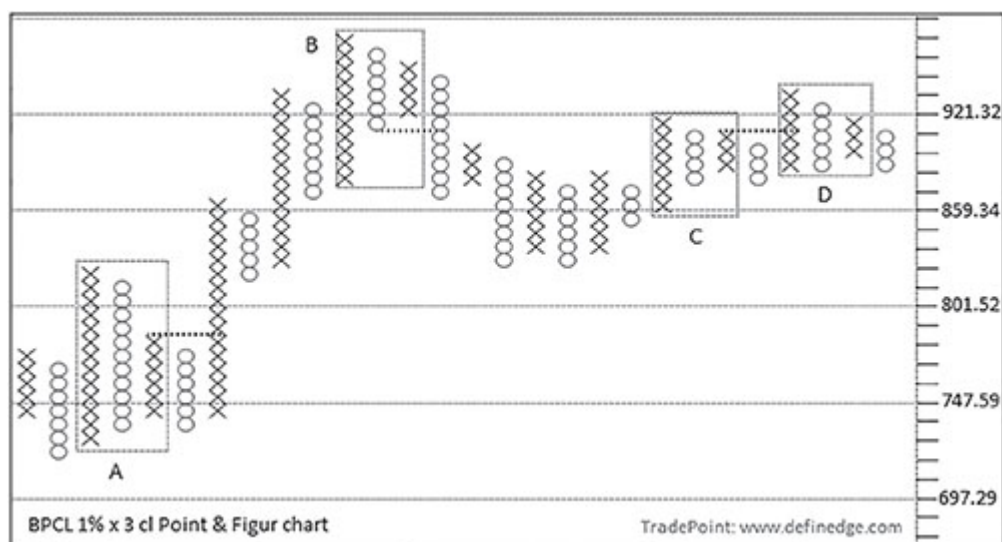 B
921.32
D
859.34
C
801.52
747.59
A
697.29
BPCL 1% x 3 cl Point & Figur chart
TradePoint: www.definedge.com